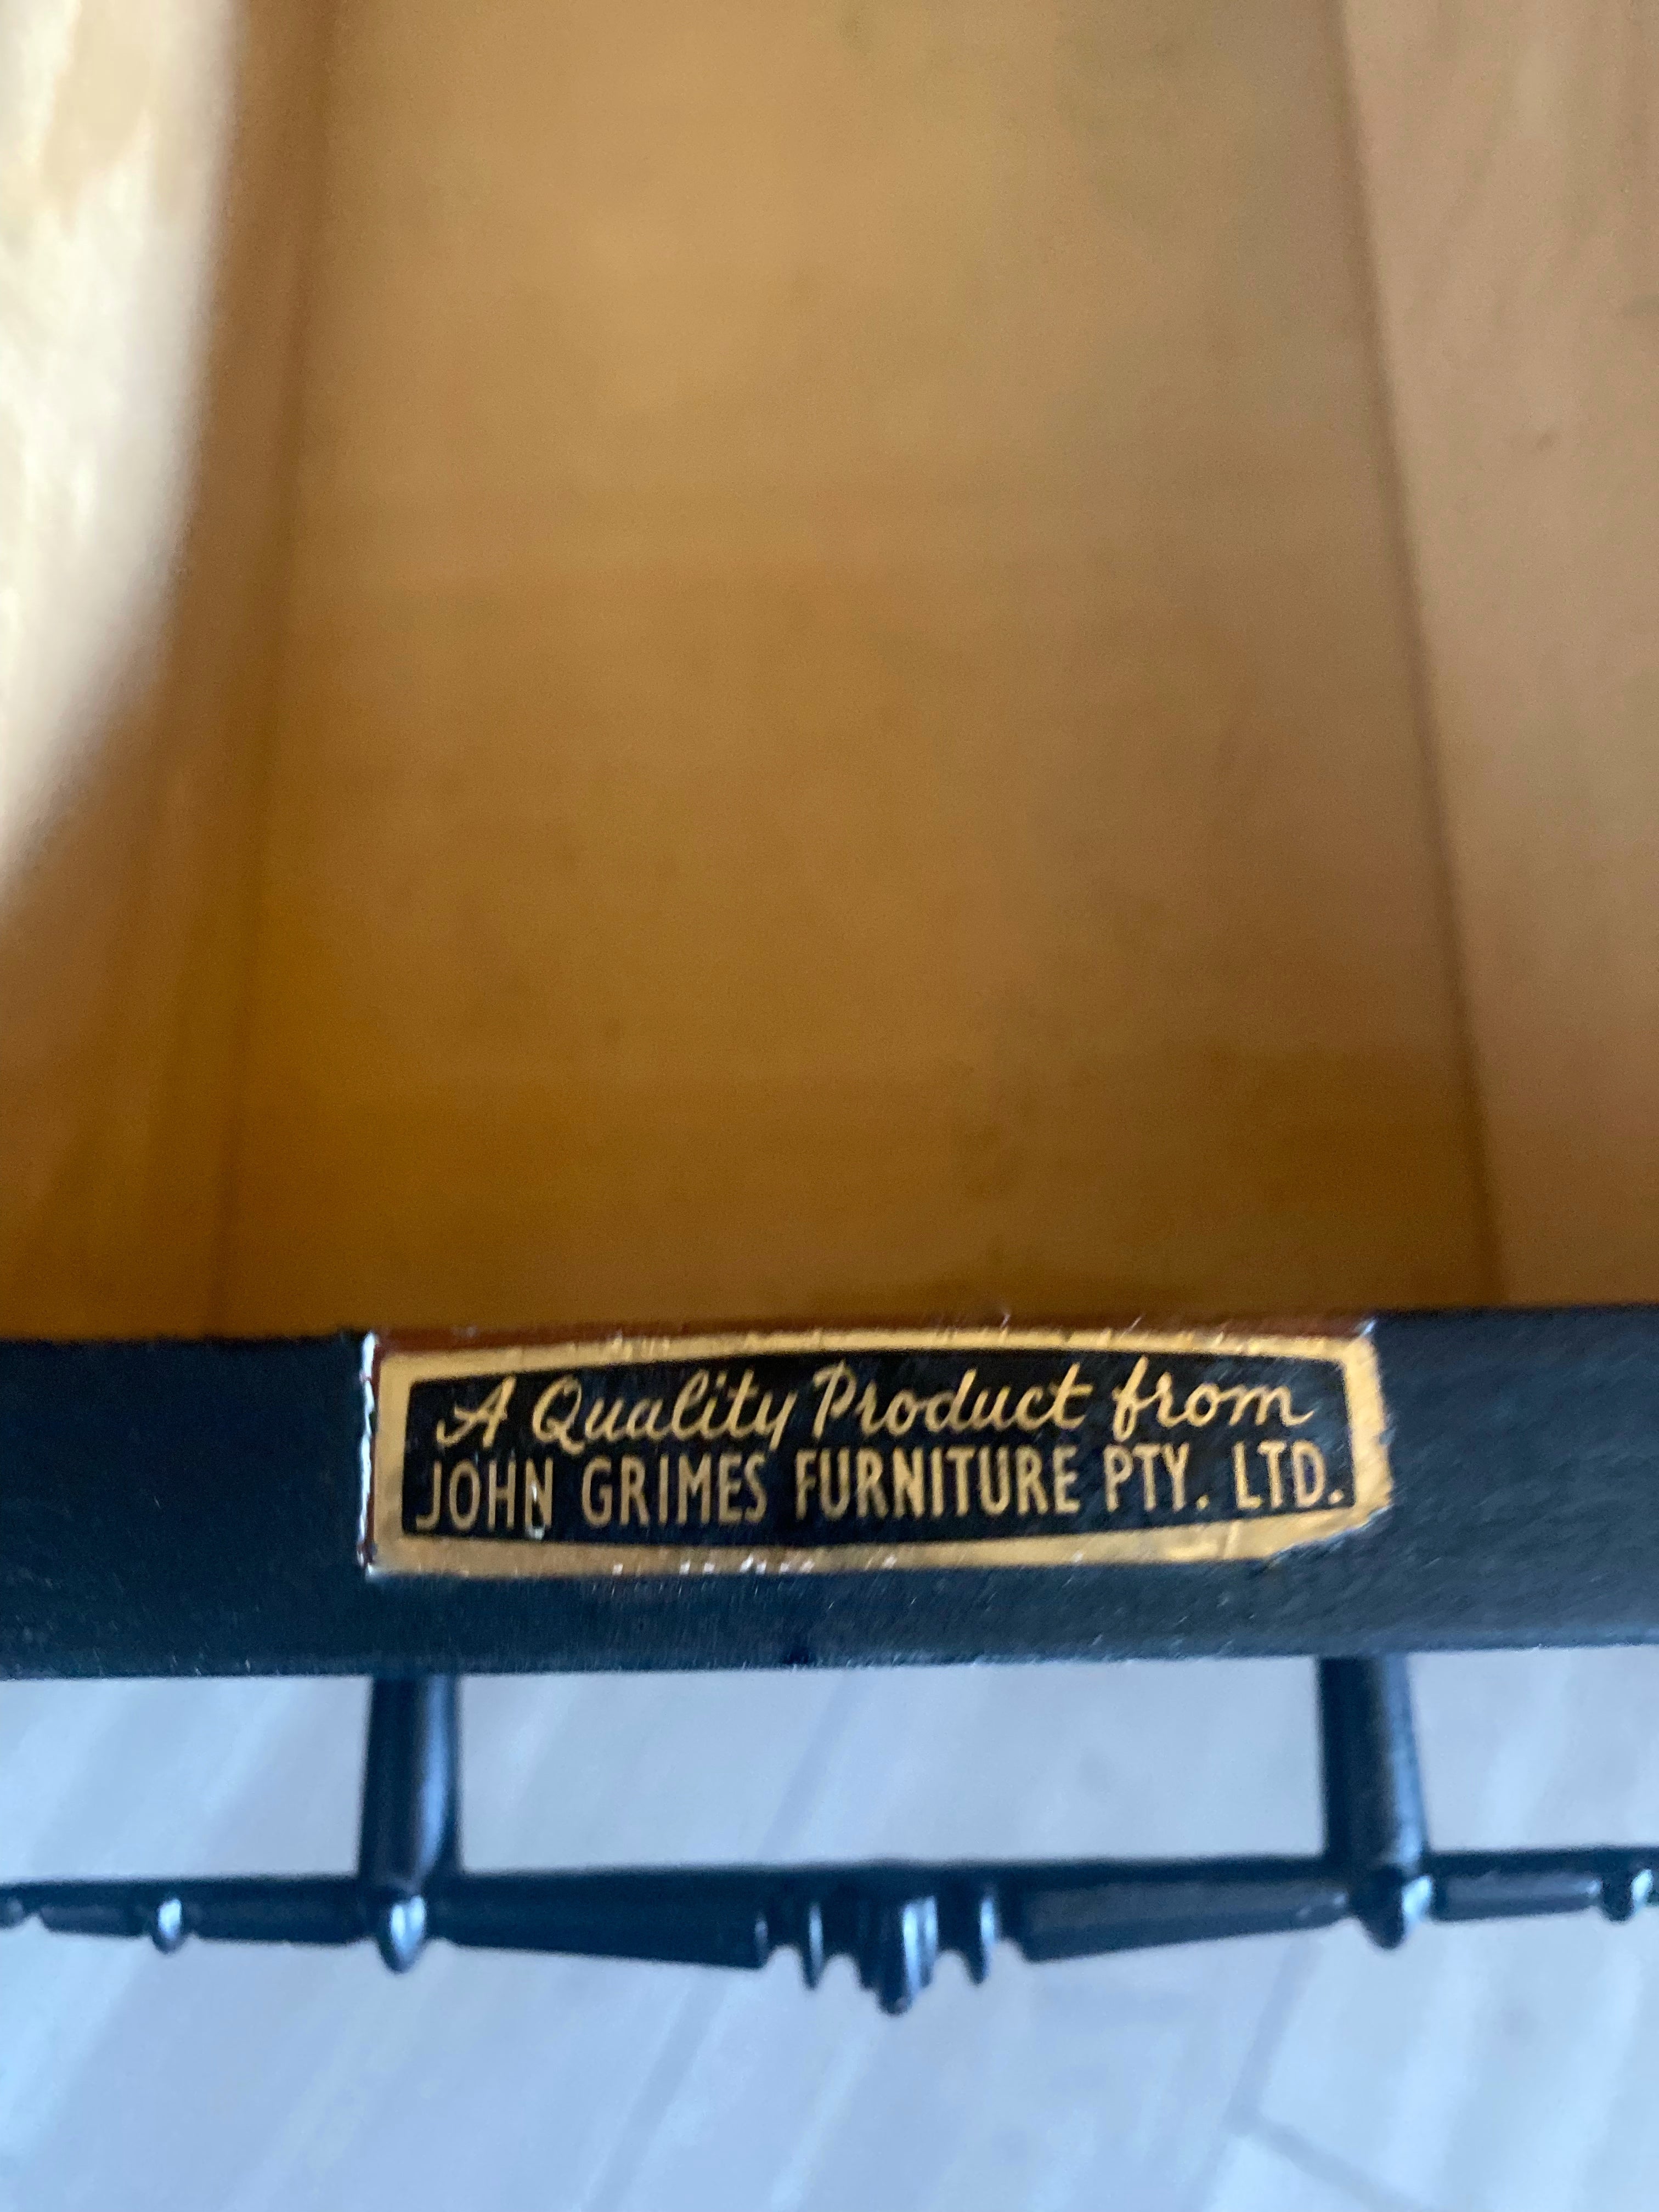 A Quality Product from
JOHN GRIMES FURNITURE PTY. LTD.